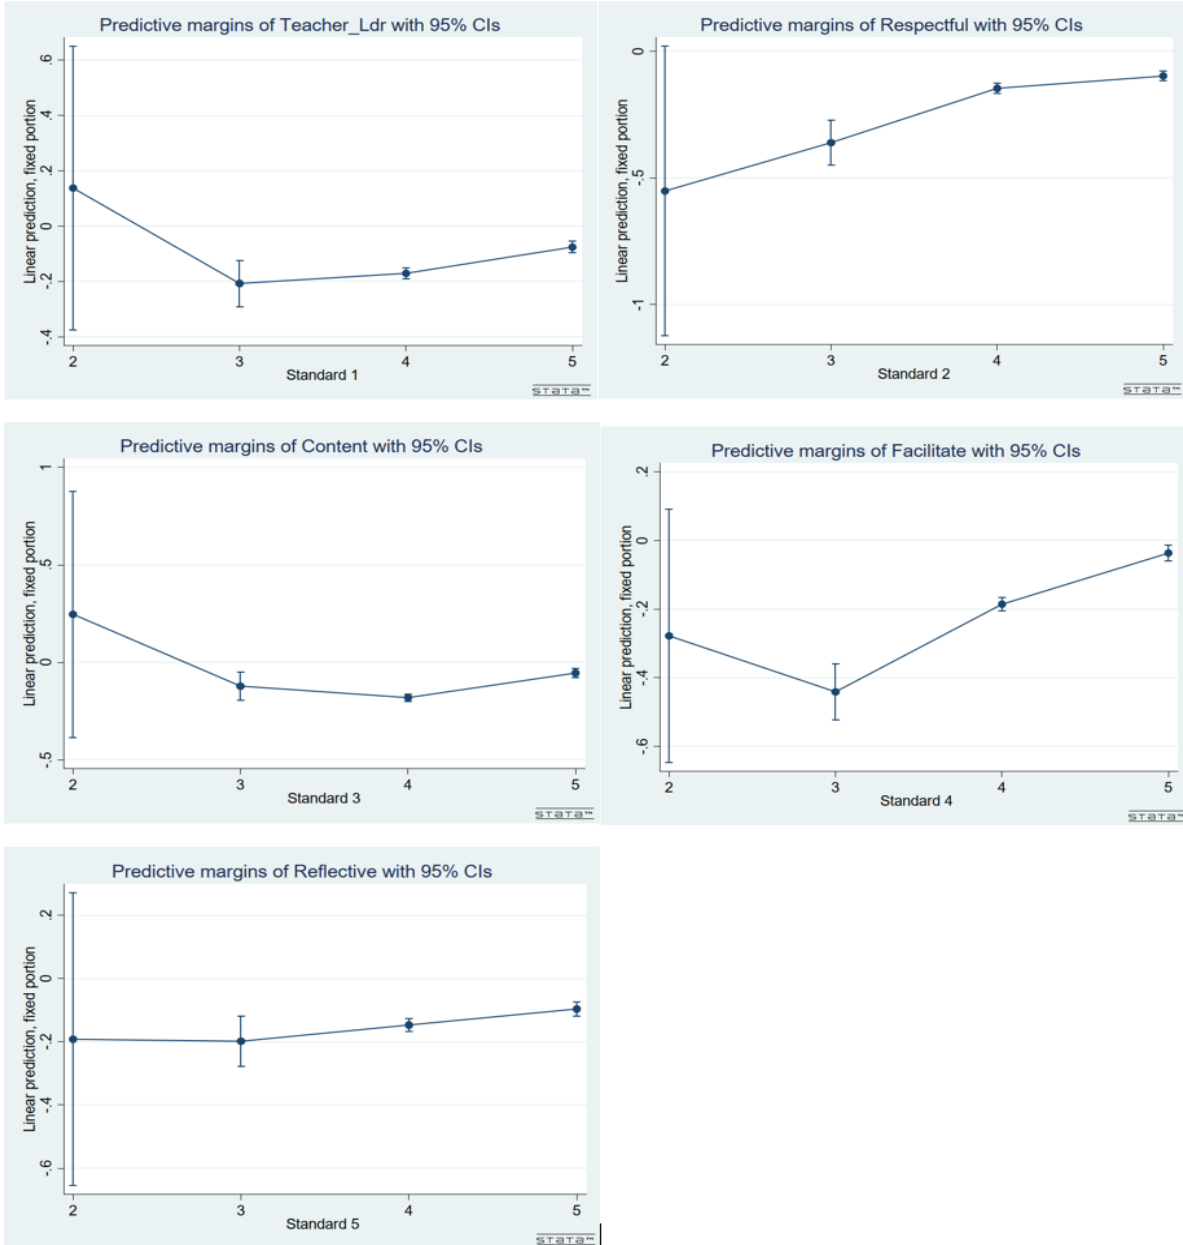 Predictive margins of Teacher_Ldr with 95% CIs
Linear prediction, fixed portion
.6
.4
.2
0
-.2
-.4
2 3 4 5
Standard 1
STATA™
Predictive margins of Respectful with 95% CIs
Linear prediction, fixed portion
0
-.5
-1
2 3 4 5
Standard 2
STATA™
Predictive margins of Content with 95% CIs
Linear prediction, fixed portion
1
.5
0
-.5
2 3 4 5
Standard 3
STATA™
Predictive margins of Facilitate with 95% CIs
Linear prediction, fixed portion
.2
0
-.2
-.4
-.6
2 3 4 5
Standard 4
STATA™
Predictive margins of Reflective with 95% CIs
Linear prediction, fixed portion
.2
0
-.2
-.4
-.6
2 3 4 5
Standard 5
STATA™